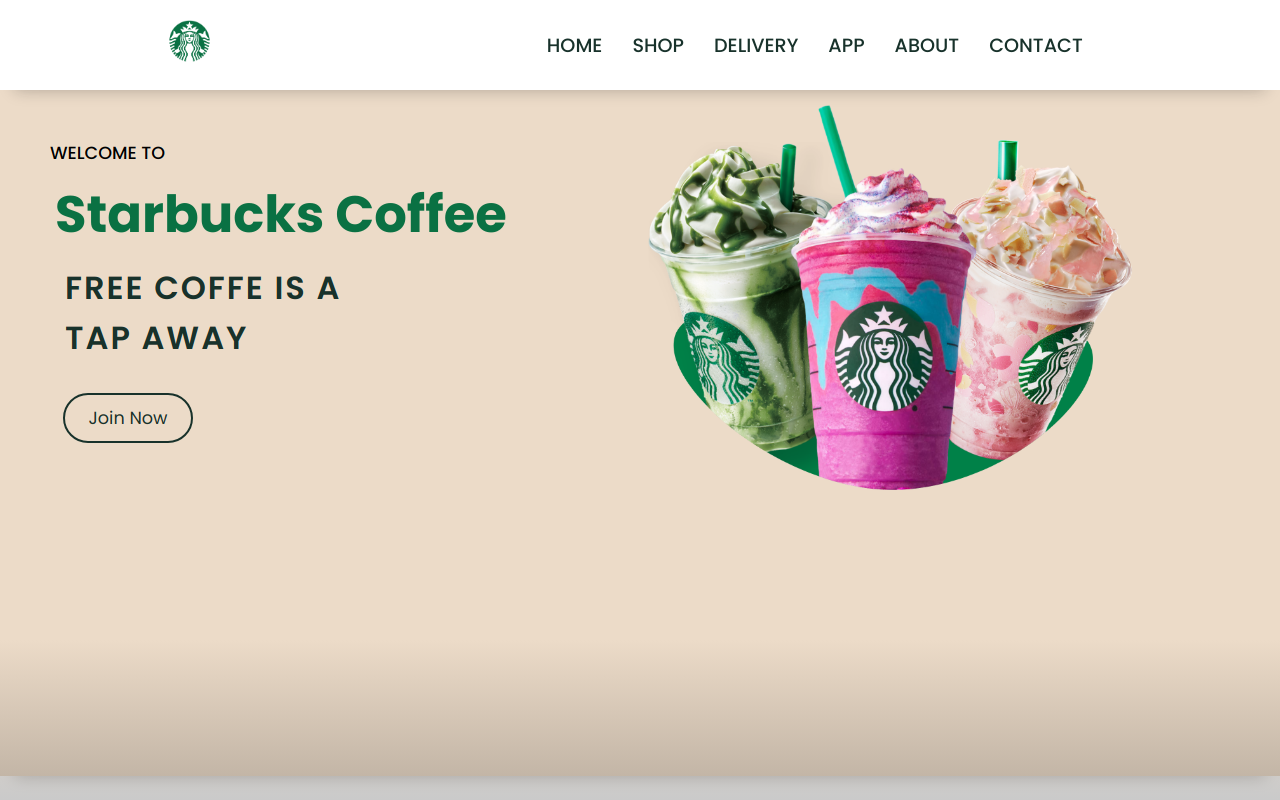 HOME SHOP DELIVERY APP ABOUT CONTACT
WELCOME TO
Starbucks Coffee
FREE COFFE IS A
TAP AWAY
Join Now